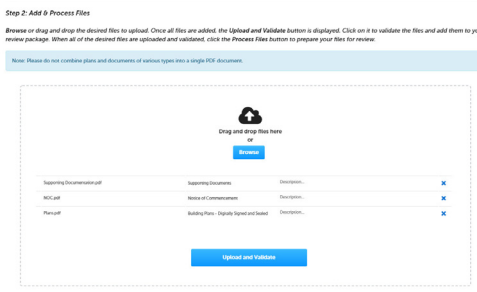 Step 2: Add & Process Files
Browse or drag and drop the desired files to upload. Once all files are added, the Upload and Validate button is displayed. Click on it to validate the files and add them to yo
review package. When all of the desired files are uploaded and validated, click the Process Files button to prepare your files for review.
Note: Please do not combine plans and documents of various types into a single PDF document.
Drag and drop files here
or
Browse
Supporting Documentation.pdf Supporting Documents Description...
NOC.pdf Notice of Commencement Description...
Plans.pdf Building Plans - Digitally Signed and Sealed Description...
Upload and Validate